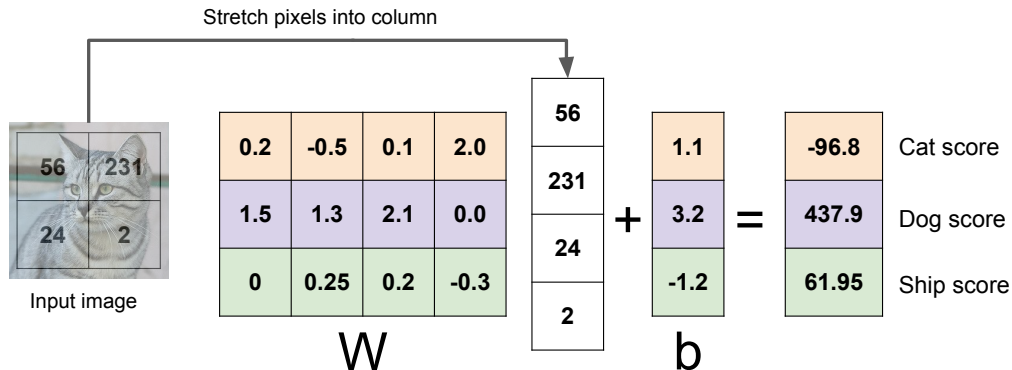 Stretch pixels into column
56 231
24 2
Input image
0.2 -0.5 0.1 2.0
1.5 1.3 2.1 0.0
0 0.25 0.2 -0.3
W
56
231
24
2
+
1.1
3.2
-1.2
b
=
-96.8 Cat score
437.9 Dog score
61.95 Ship score